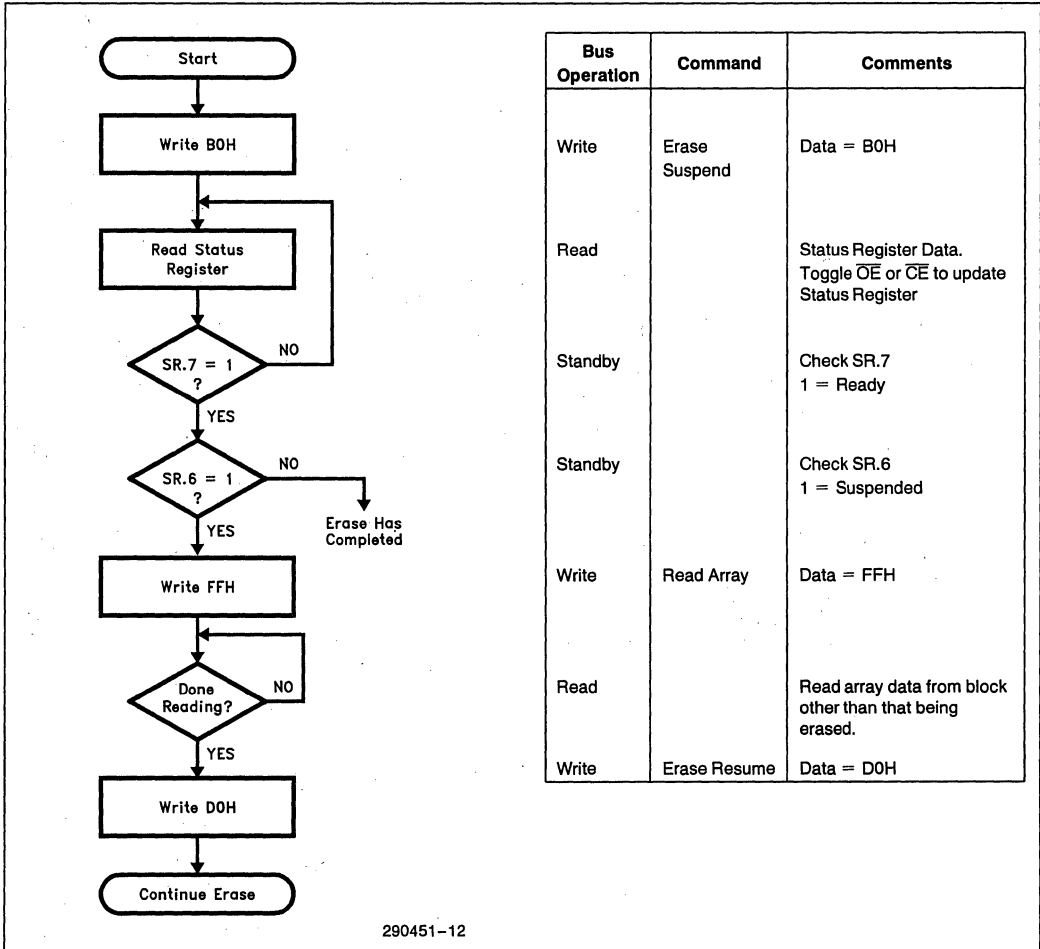 Start
Write B0H
Read Status
Register
SR.7 = 1
?
NO
YES
SR.6 = 1
?
NO
Erase Has
Completed
YES
Write FFH
Done
Reading?
NO
YES
Write D0H
Continue Erase
Bus
Operation
Command
Comments
Write
Erase
Suspend
Data = B0H
Read
Status Register Data.
Toggle O̅E̅ or C̅E̅ to update
Status Register
Standby
Check SR.7
1 = Ready
Standby
Check SR.6
1 = Suspended
Write
Read Array
Data = FFH
Read
Read array data from block
other than that being
erased.
Write
Erase Resume
Data = D0H
290451–12